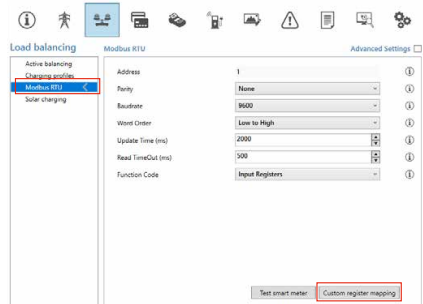 Load balancing
Modbus RTU
Advanced Settings
Active balancing
Charging profiles
Modbus RTU
Solar charging
Address 1
Parity None
Baudrate 9600
Word Order Low to High
Update Time (ms) 2000
Read TimeOut (ms) 500
Function Code Input Registers
Test smart meter Custom register mapping